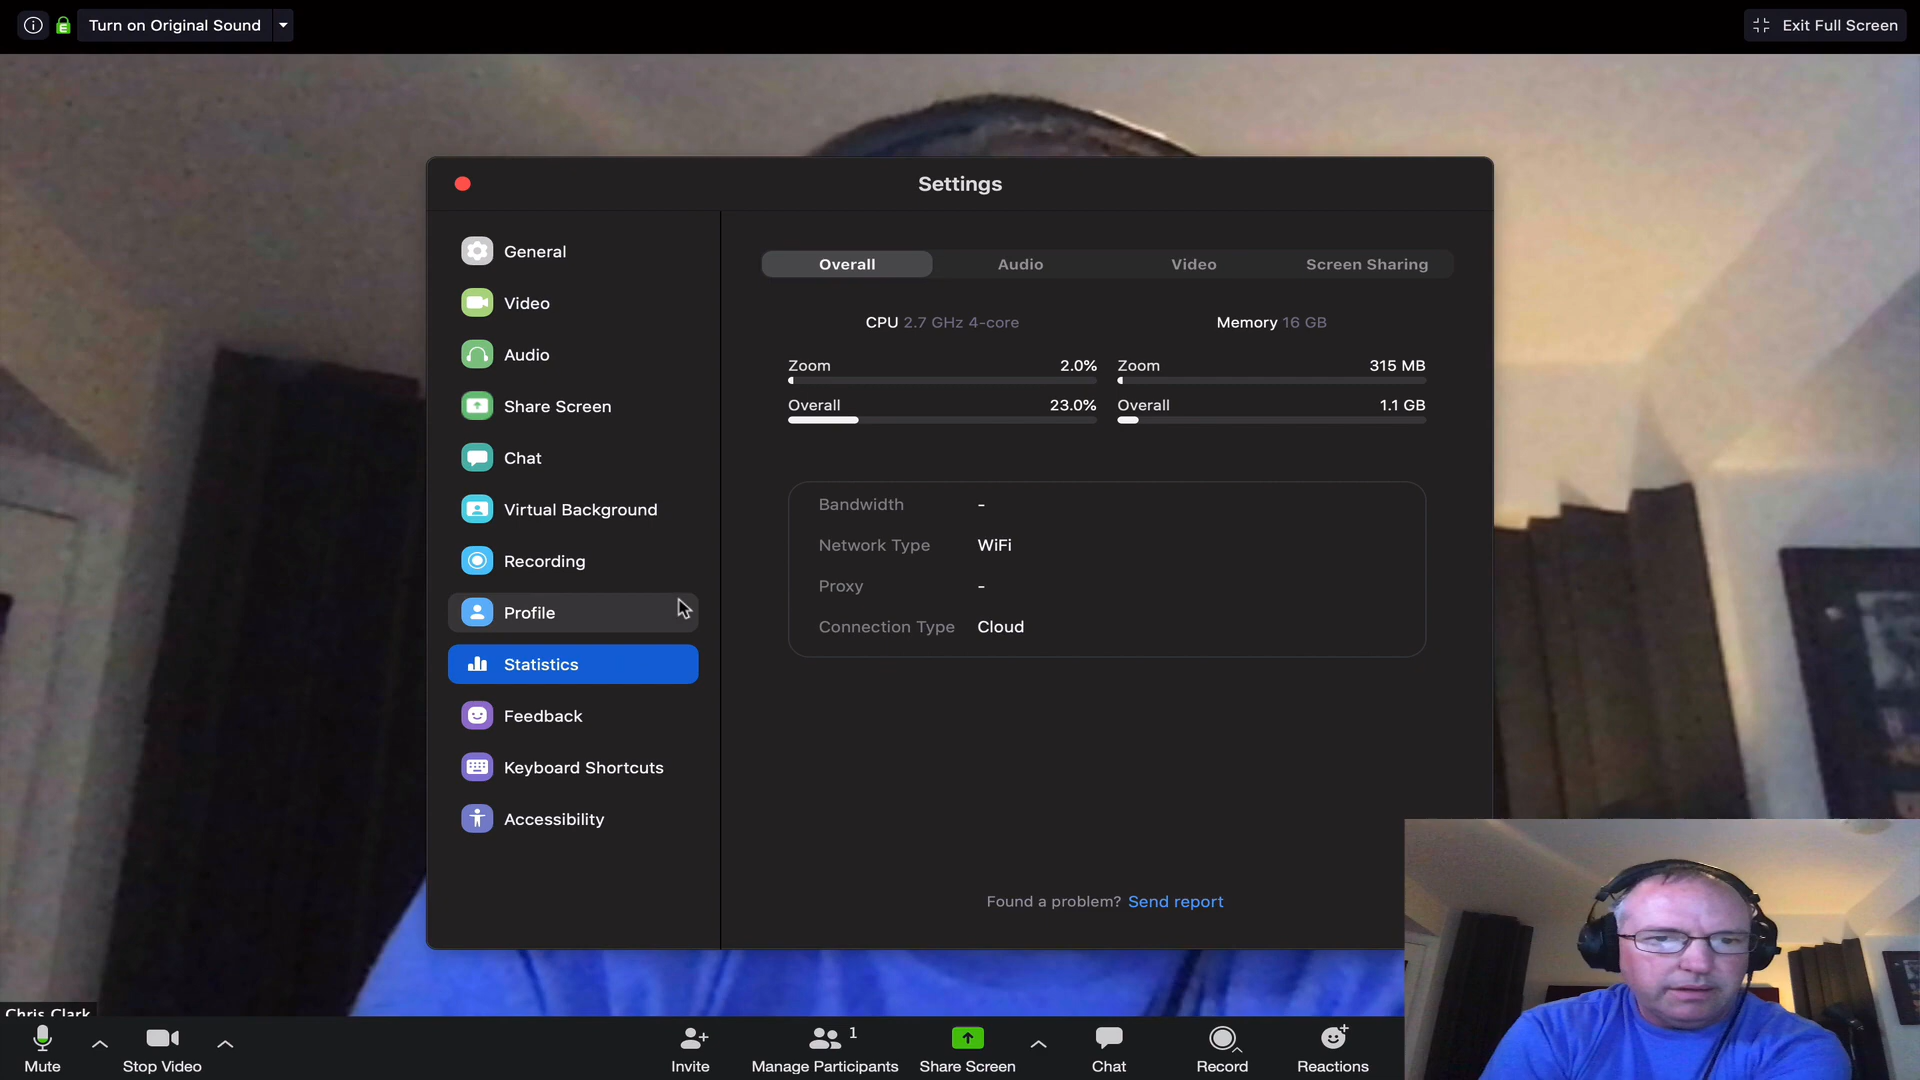 Turn on Original Sound
Exit Full Screen
Settings
General
Video
Audio
Share Screen
Chat
Virtual Background
Recording
Profile
Statistics
Feedback
Keyboard Shortcuts
Accessibility
Overall Audio Video Screen Sharing
CPU 2.7 GHz 4-core
Zoom 2.0%
Overall 23.0%
Memory 16 GB
Zoom 315 MB
Overall 1.1 GB
Bandwidth -
Network Type WiFi
Proxy -
Connection Type Cloud
Found a problem? Send report
Chris Clark
Mute
Stop Video
Invite
1
Manage Participants
Share Screen
Chat
Record
Reactions